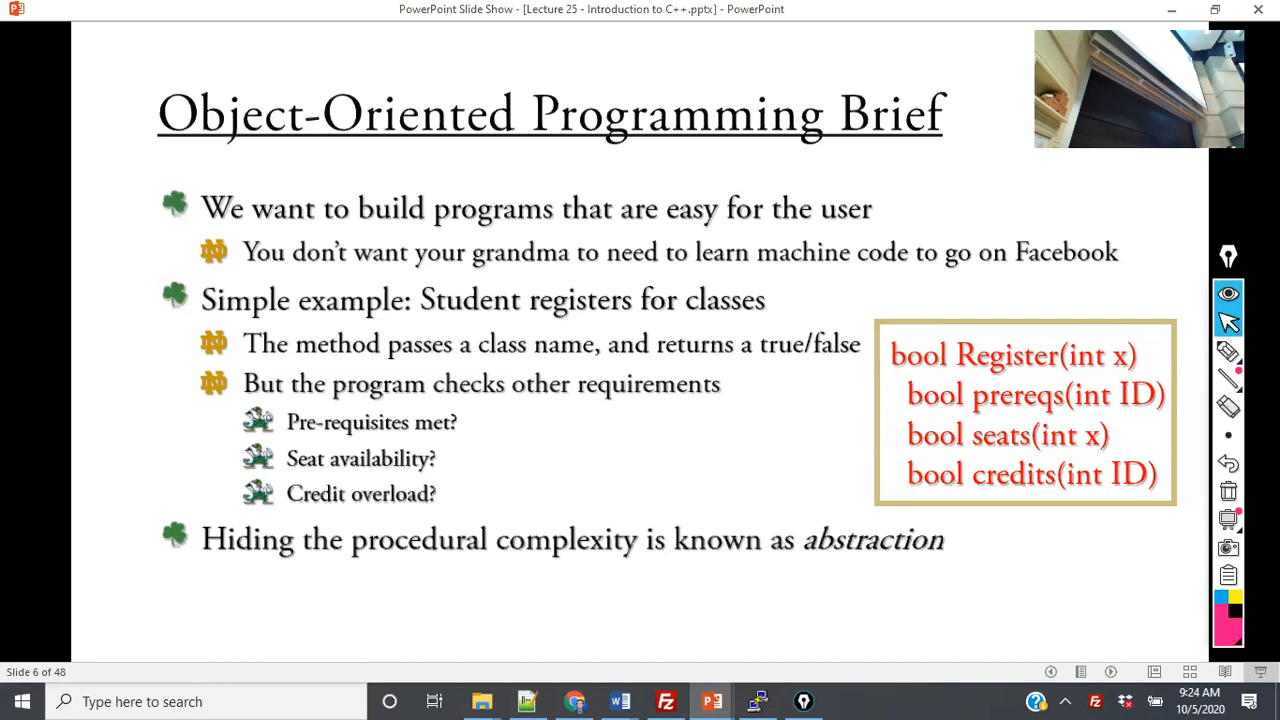 PowerPoint Slide Show - [Lecture 25 - Introduction to C++.pptx] - PowerPoint
Object-Oriented Programming Brief
We want to build programs that are easy for the user
You don't want your grandma to need to learn machine code to go on Facebook
Simple example: Student registers for classes
The method passes a class name, and returns a true/false
But the program checks other requirements
Pre-requisites met?
Seat availability?
Credit overload?
bool Register(int x)
bool prereqs(int ID)
bool seats(int x)
bool credits(int ID)
Hiding the procedural complexity is known as abstraction
Slide 6 of 48
Type here to search
9:24 AM
10/5/2020